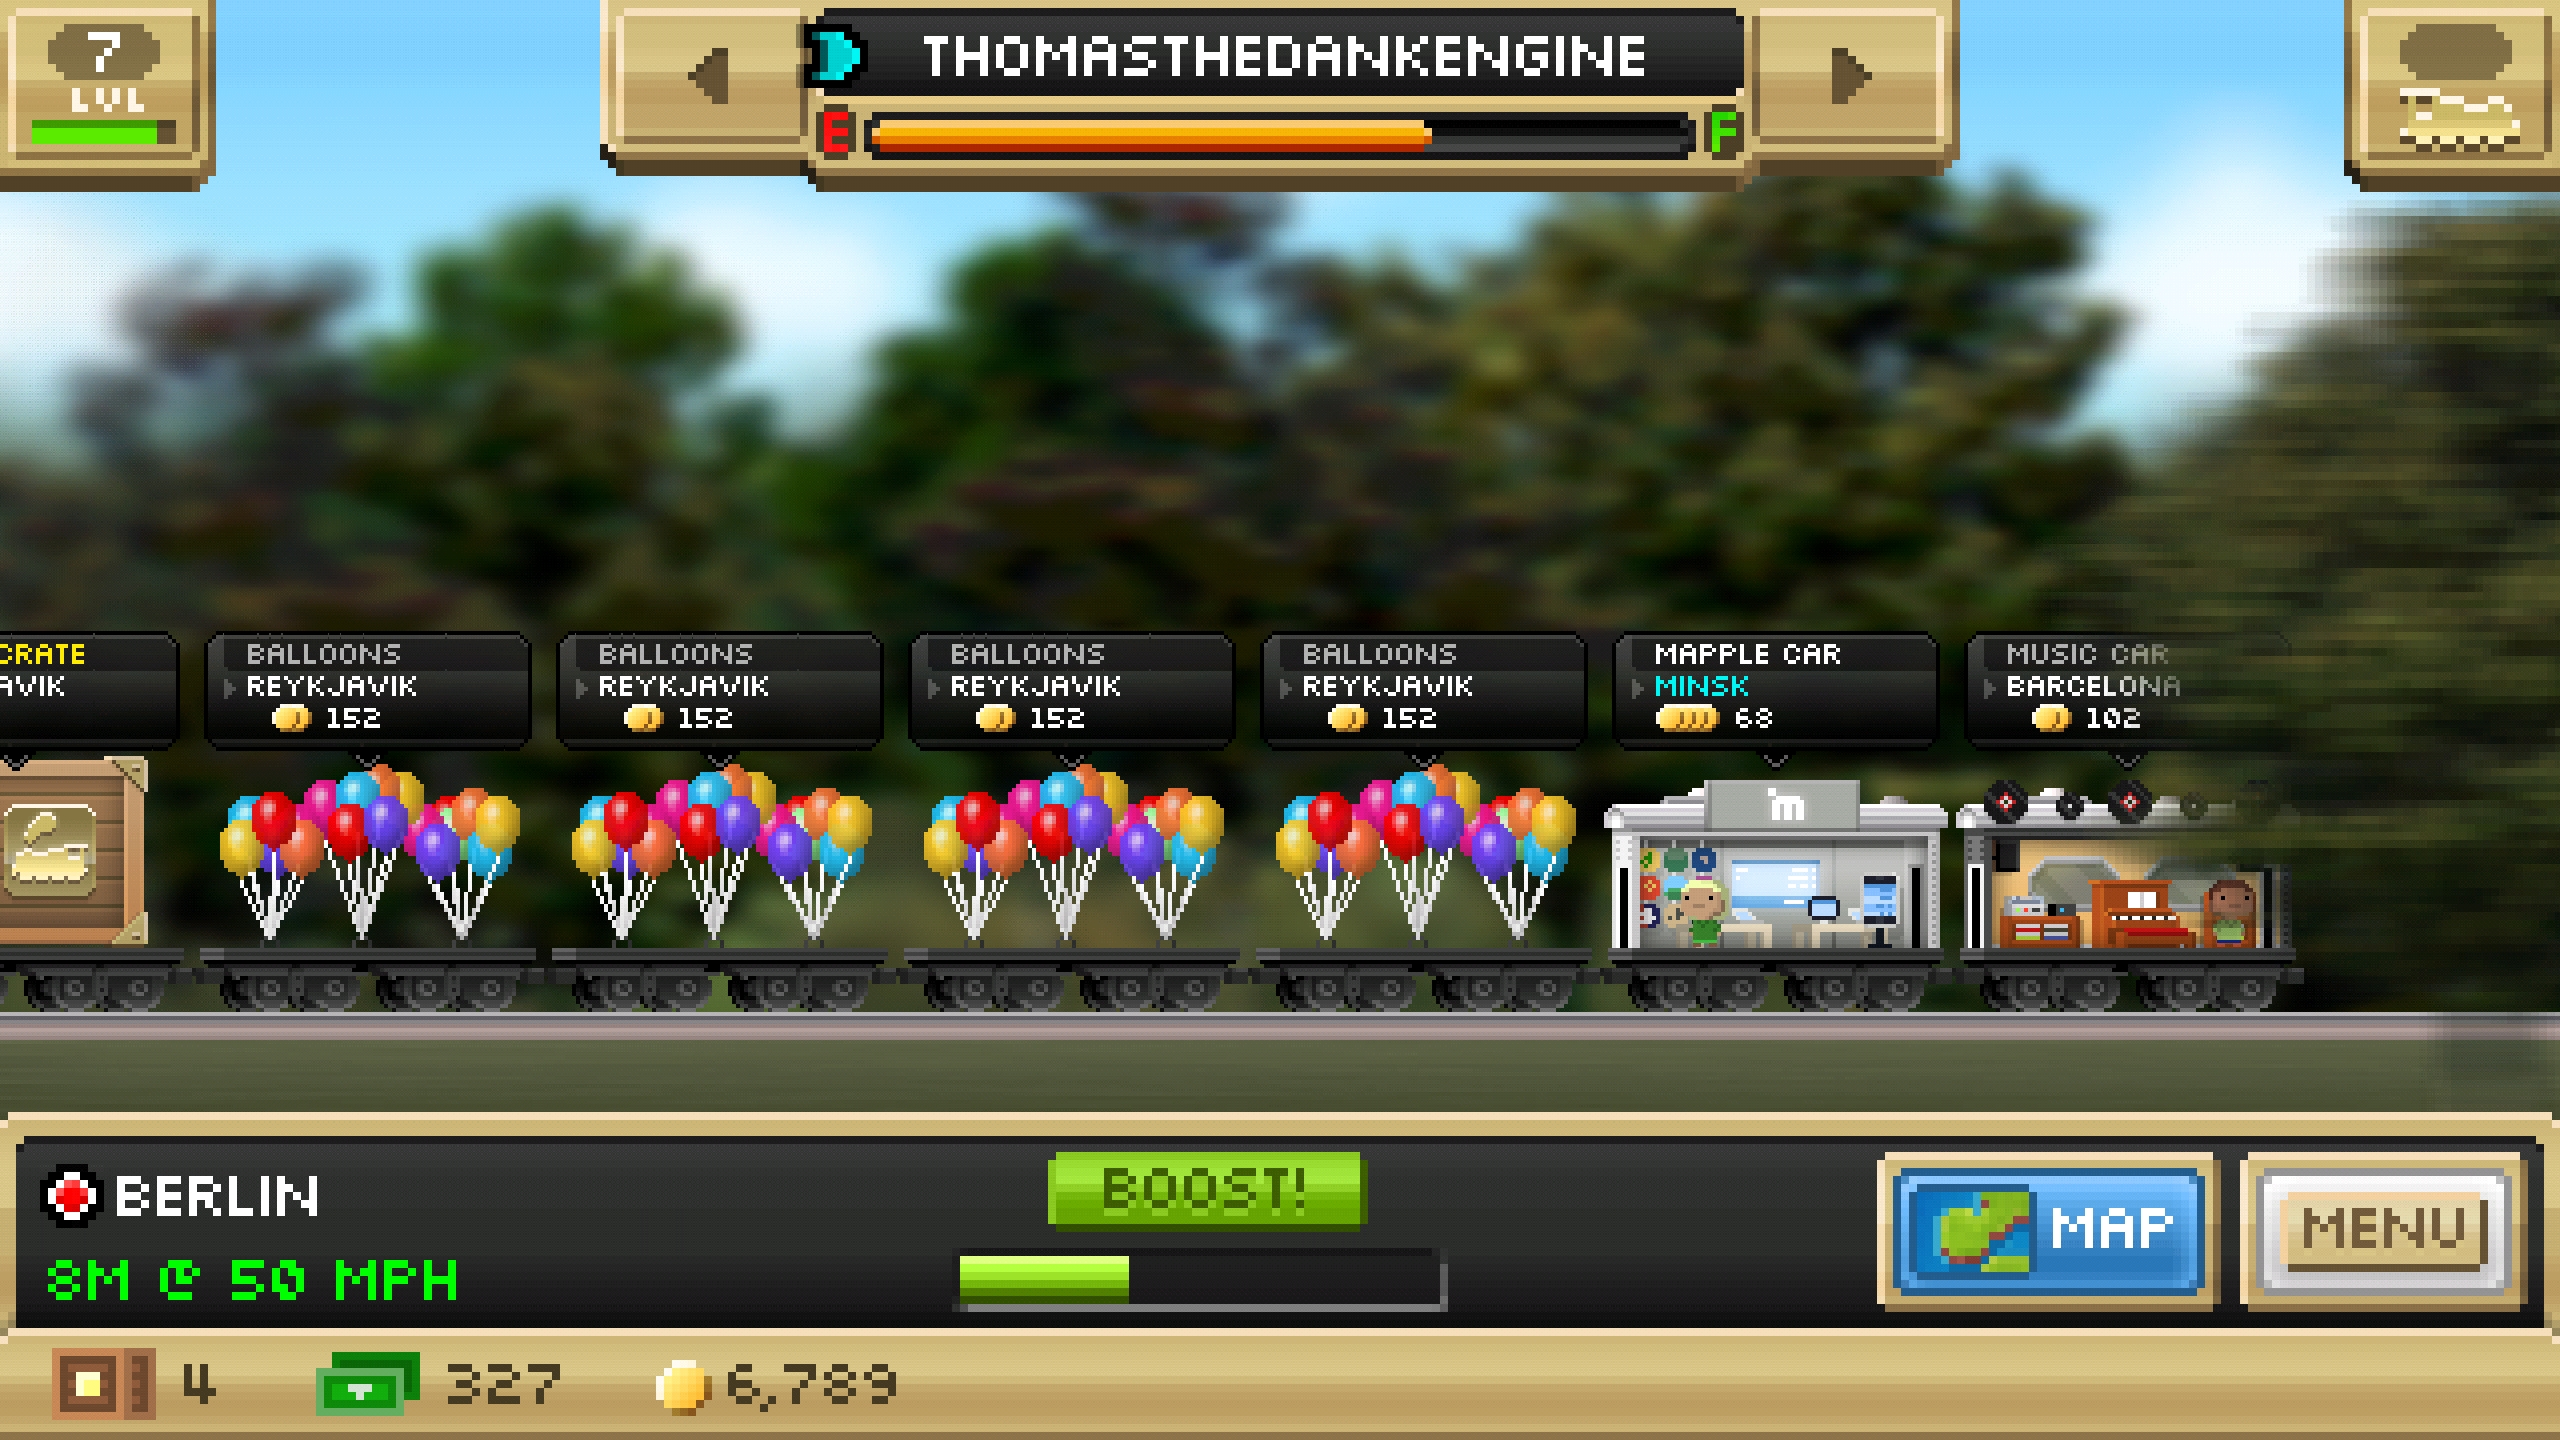 7
LVL
THOMASTHEDANKENGINE
E
F
CRATE
AVIK
BALLOONS
REYKJAVIK
152
BALLOONS
REYKJAVIK
152
BALLOONS
REYKJAVIK
152
BALLOONS
REYKJAVIK
152
MAPPLE CAR
MINSK
68
MUSIC CAR
BARCELONA
102
m
BERLIN
8M @ 50 MPH
BOOST!
MAP
MENU
4
327
6,789